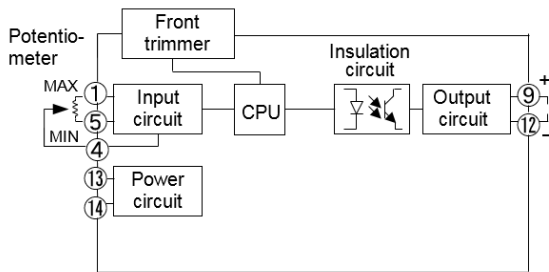 Front
trimmer
Potentio-
meter
MAX
MIN
1
5
4
13
14
Input
circuit
CPU
Insulation
circuit
Output
circuit
9
+
12
−
Power
circuit